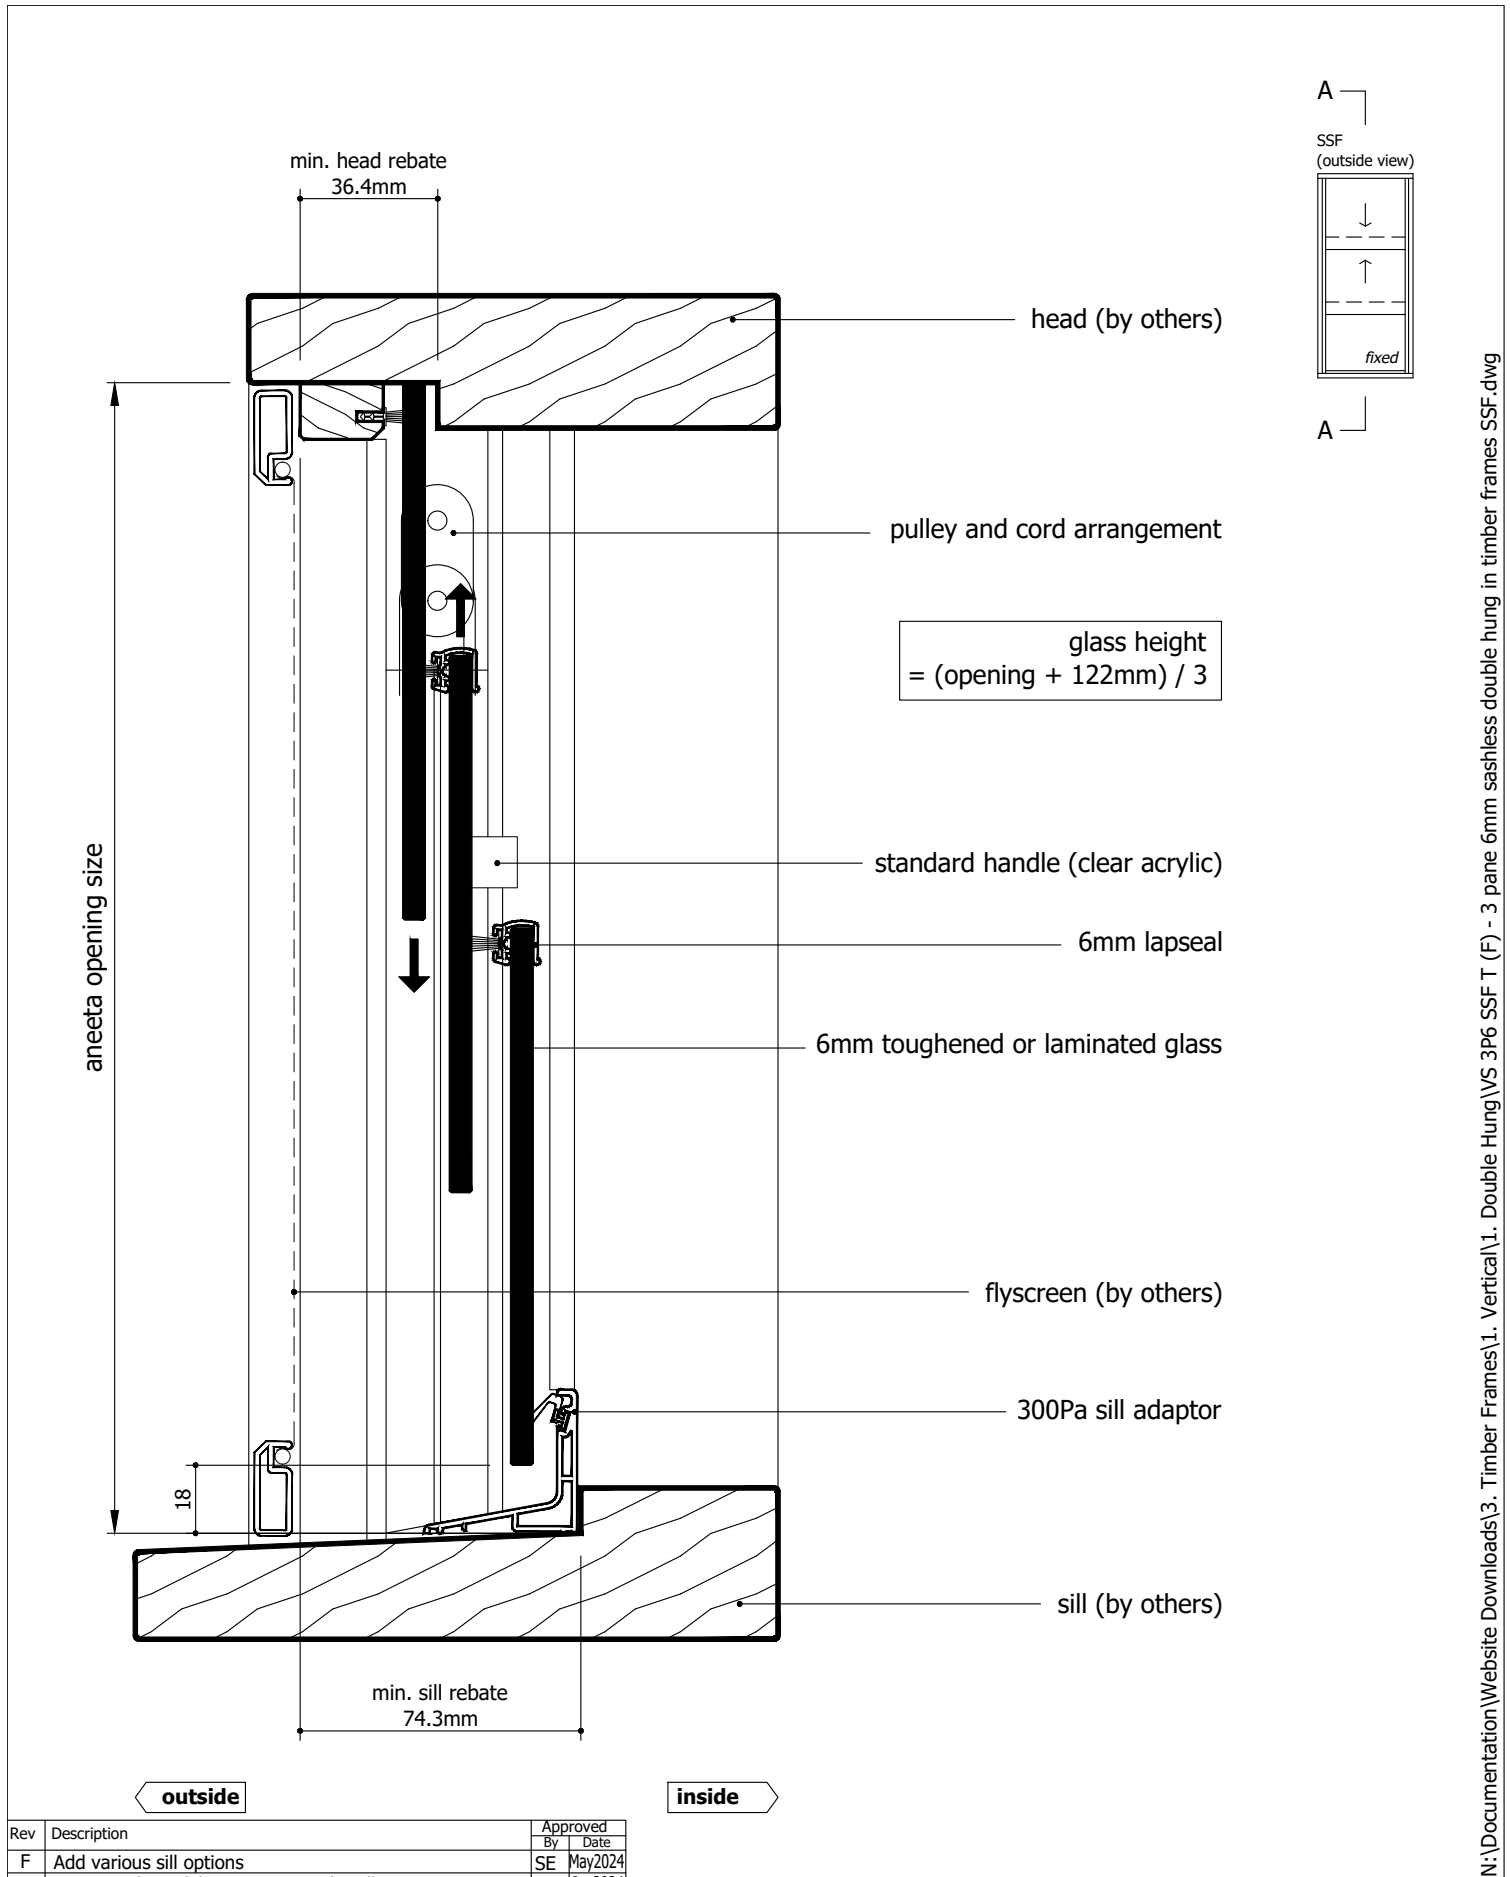 A
SSF
(outside view)
fixed
A
min. head rebate
36.4mm
head (by others)
pulley and cord arrangement
glass height
= (opening + 122mm) / 3
standard handle (clear acrylic)
aneeta opening size
6mm lapseal
6mm toughened or laminated glass
flyscreen (by others)
300Pa sill adaptor
18
sill (by others)
min. sill rebate
74.3mm
outside
inside
Rev Description Approved
By Date
F Add various sill options SE May2024
N:\Documentation\Website Downloads\3. Timber Frames\1. Vertical\1. Double Hung\VS 3P6 SSF T (F) - 3 pane 6mm sashless double hung in timber frames SSF.dwg